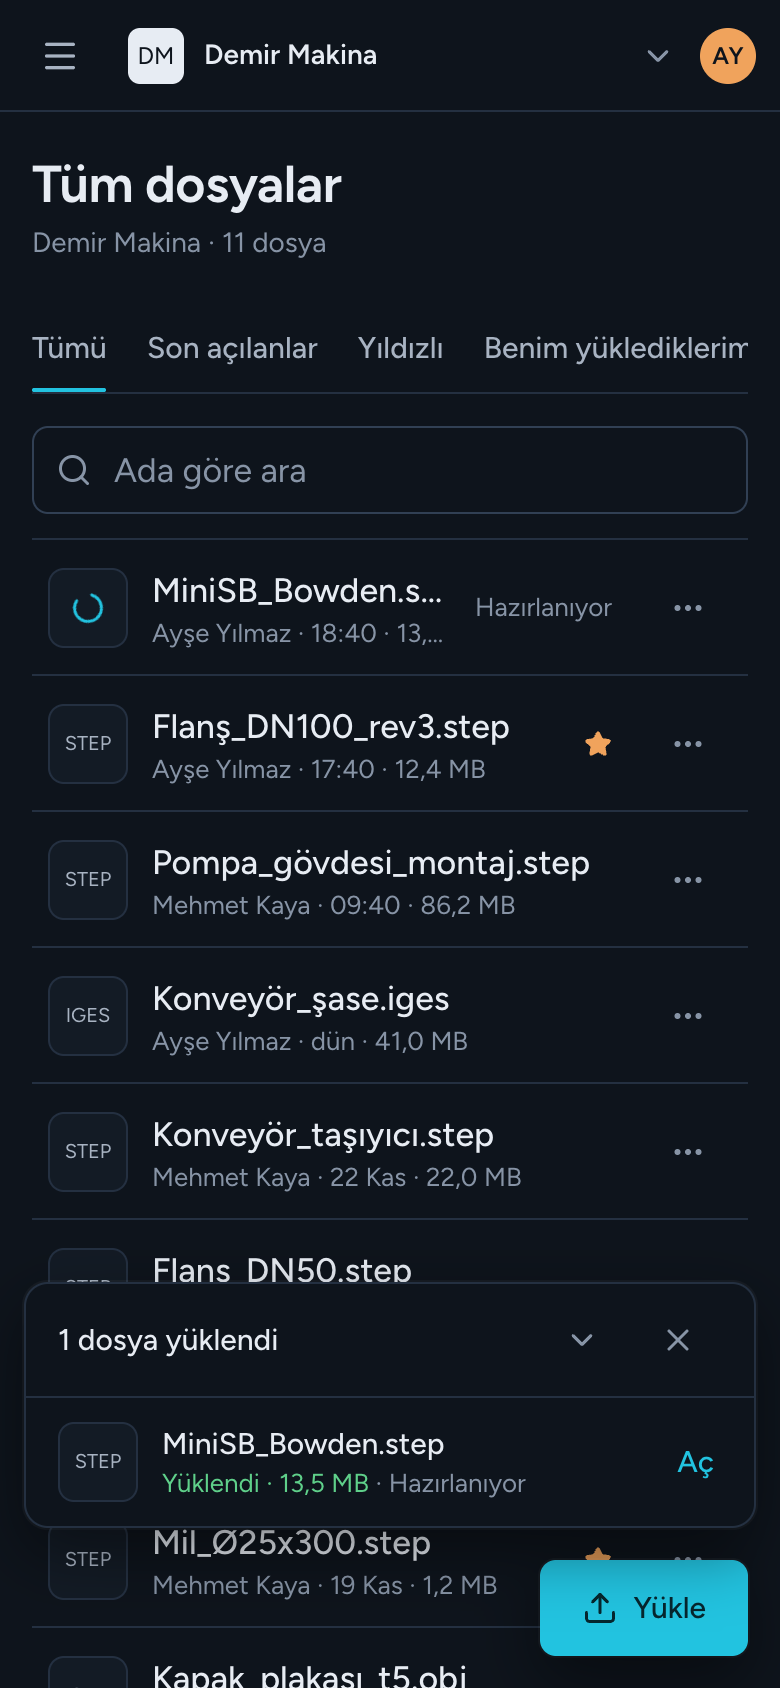 DM Demir Makina AY
Tüm dosyalar
Demir Makina · 11 dosya
Tümü Son açılanlar Yıldızlı Benim yüklediklerim
Ada göre ara
MiniSB_Bowden.s...
Ayşe Yılmaz · 18:40 · 13,...
Hazırlanıyor
STEP
Flanş_DN100_rev3.step
Ayşe Yılmaz · 17:40 · 12,4 MB
STEP
Pompa_gövdesi_montaj.step
Mehmet Kaya · 09:40 · 86,2 MB
IGES
Konveyör_şase.iges
Ayşe Yılmaz · dün · 41,0 MB
STEP
Konveyör_taşıyıcı.step
Mehmet Kaya · 22 Kas · 22,0 MB
Flanş_DN50.step
1 dosya yüklendi
STEP
MiniSB_Bowden.step
Yüklendi · 13,5 MB · Hazırlanıyor
Aç
STEP
Mil_Ø25x300.step
Mehmet Kaya · 19 Kas · 1,2 MB
Yükle
Kapak_plakası_t5.obj